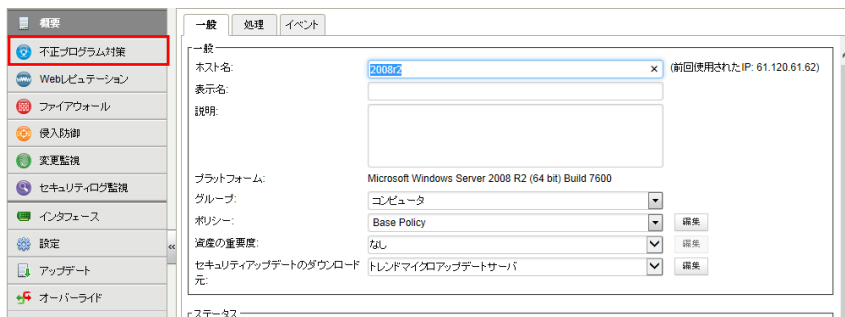 概要
不正プログラム対策
Webレピュテーション
ファイアウォール
侵入防御
変更監視
セキュリティログ監視
インタフェース
設定
アップデート
オーバーライド
«
一般 処理 イベント
一般
ホスト名: 2008r2 × (前回使用されたIP: 61.120.61.62)
表示名:
説明:
プラットフォーム: Microsoft Windows Server 2008 R2 (64 bit) Build 7600
グループ: コンピュータ
ポリシー: Base Policy 編集
資産の重要度: なし 編集
セキュリティアップデートのダウンロード トレンドマイクロアップデートサーバ 編集
元:
ステータス